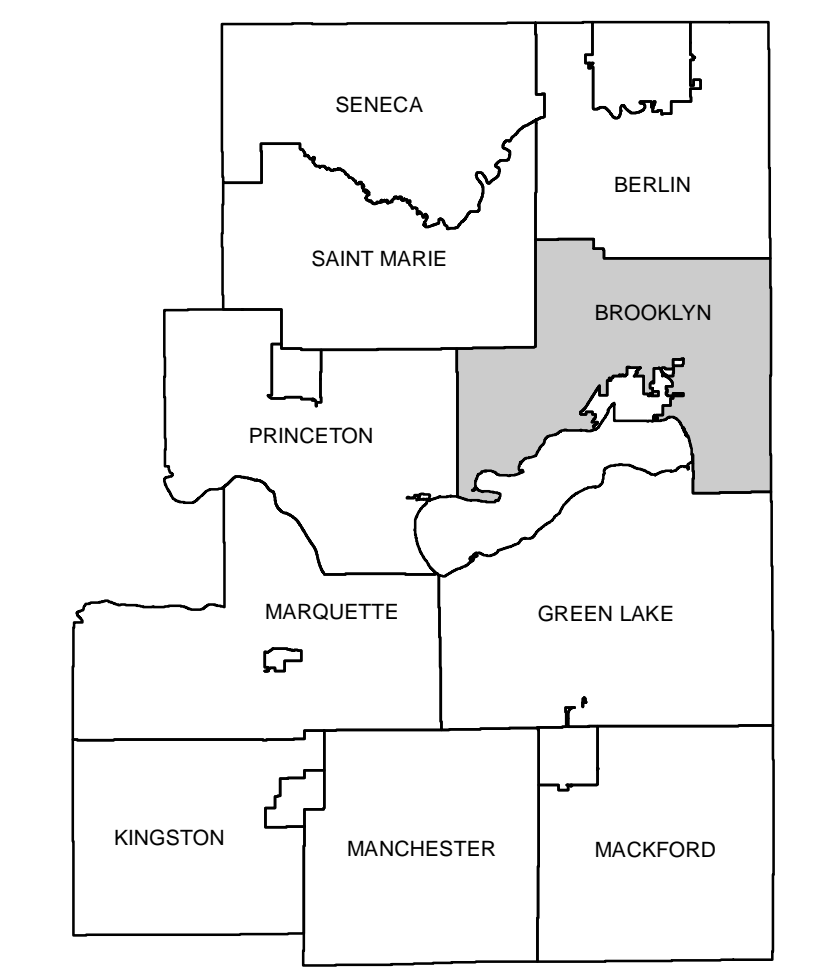 SENECA
BERLIN
SAINT MARIE
BROOKLYN
PRINCETON
MARQUETTE
GREEN LAKE
KINGSTON
MANCHESTER
MACKFORD